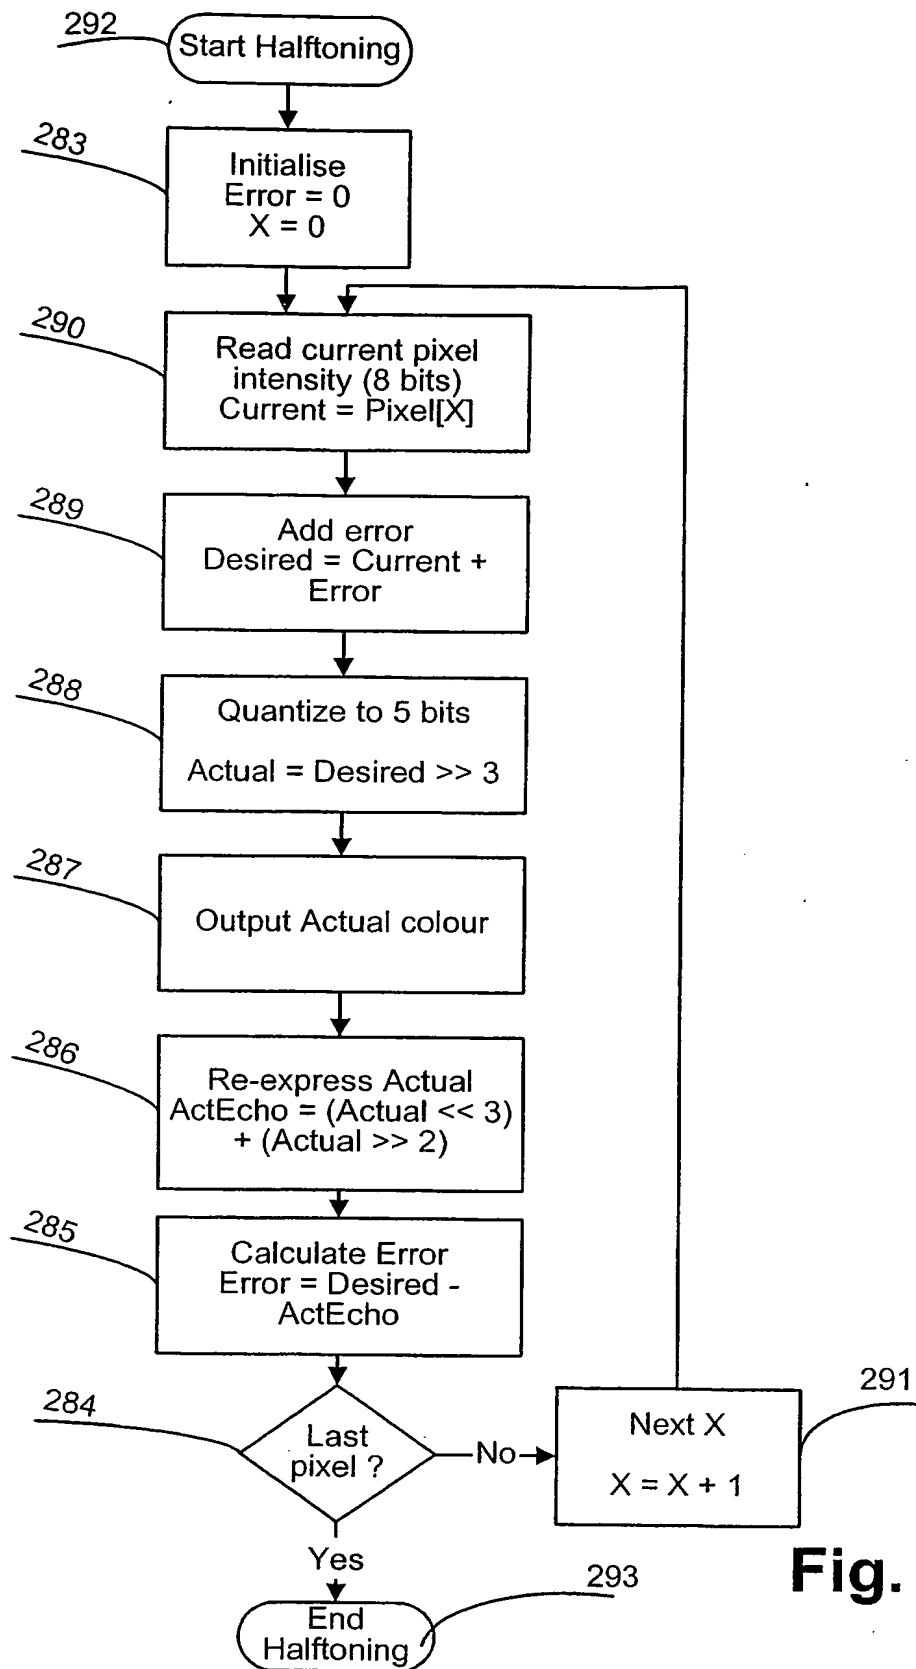 292
Start Halftoning
283
Initialise
Error = 0
X = 0
290
Read current pixel
intensity (8 bits)
Current = Pixel[X]
289
Add error
Desired = Current +
Error
288
Quantize to 5 bits
Actual = Desired >> 3
287
Output Actual colour
286
Re-express Actual
ActEcho = (Actual << 3)
+ (Actual >> 2)
285
Calculate Error
Error = Desired -
ActEcho
284
Last
pixel ?
No
Next X
X = X + 1
291
Yes
293
End
Halftoning
Fig.